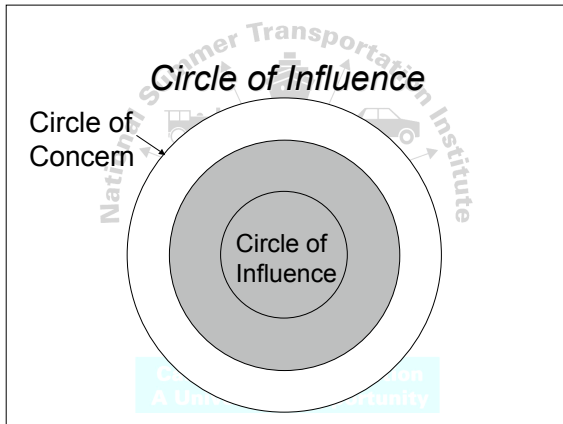 National Summer Transportation Institute
Circle of Influence
Circle of
Concern
Circle of
Influence